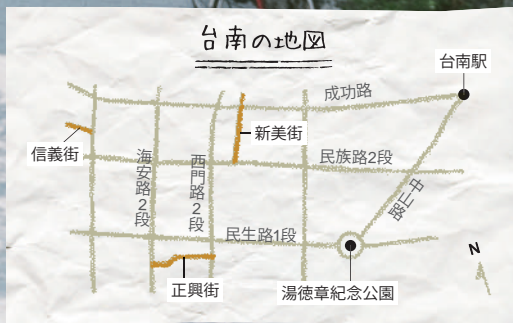 台南の地図
台南駅
成功路
新美街
信義街
民族路2段
海安路2段
西門路2段
中山路
民生路1段
正興街
湯徳章紀念公園
N